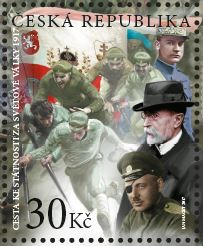 ČESKÁ REPUBLIKA
CESTA KE STÁTNOSTI ZA SVĚTOVÉ VÁLKY 1917
30 Kč